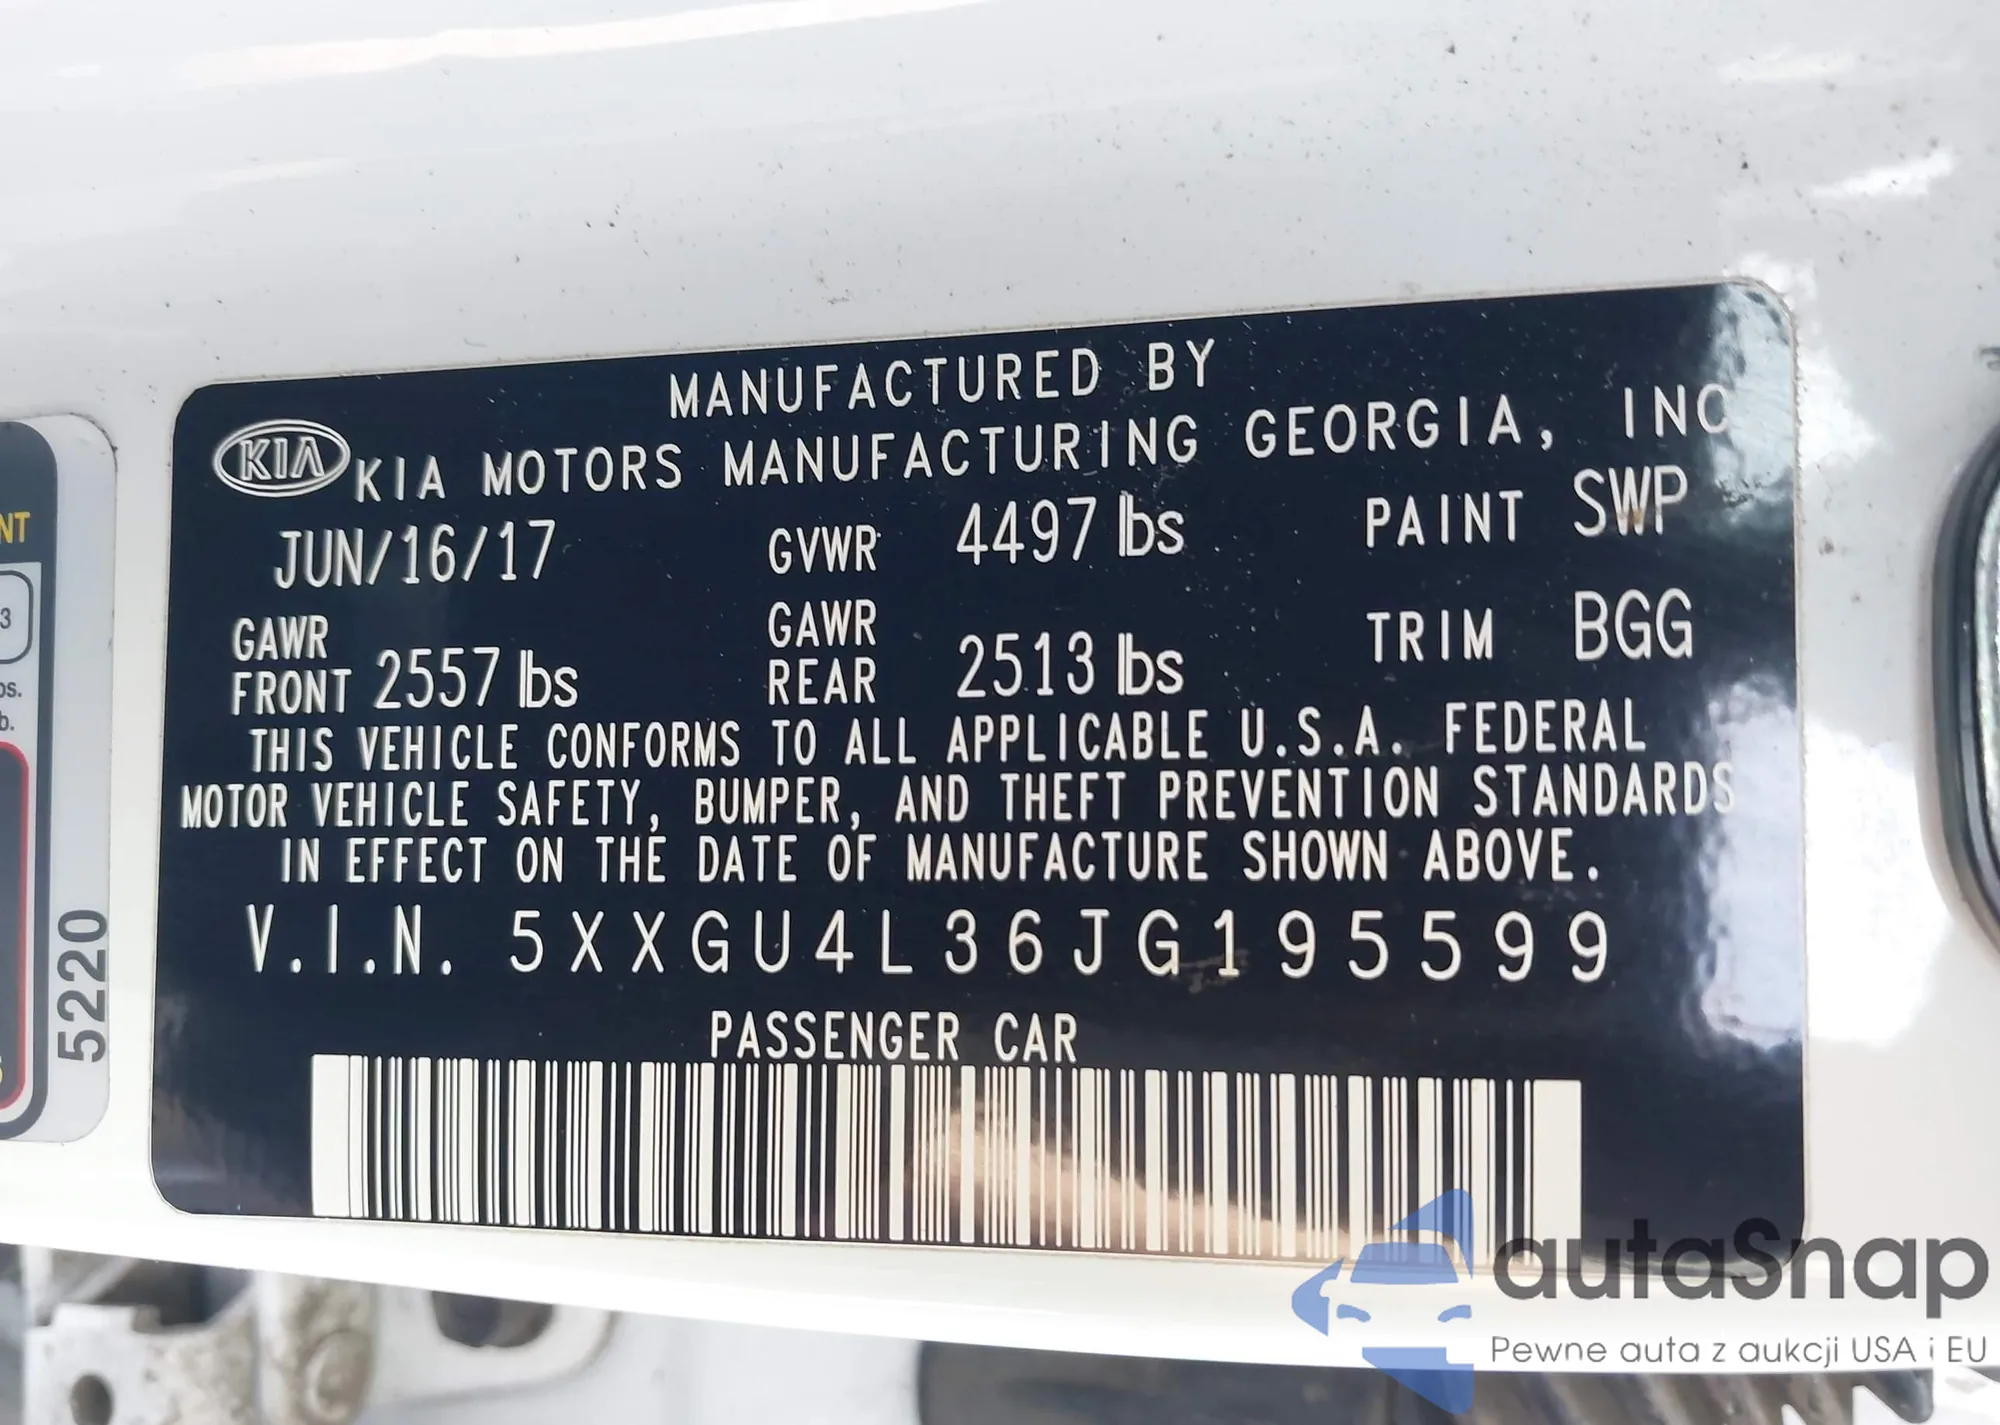 MANUFACTURED BY
KIA KIA MOTORS MANUFACTURING GEORGIA, INC
JUN/16/17 GVWR 4497 lbs PAINT SWP
GAWR FRONT 2557 lbs GAWR REAR 2513 lbs TRIM BGG
THIS VEHICLE CONFORMS TO ALL APPLICABLE U.S.A. FEDERAL
MOTOR VEHICLE SAFETY, BUMPER, AND THEFT PREVENTION STANDARDS
IN EFFECT ON THE DATE OF MANUFACTURE SHOWN ABOVE.
V.I.N. 5XXGU4L36JG195599
PASSENGER CAR
5220
3
autaSnap
Pewne auta z aukcji USA i EU